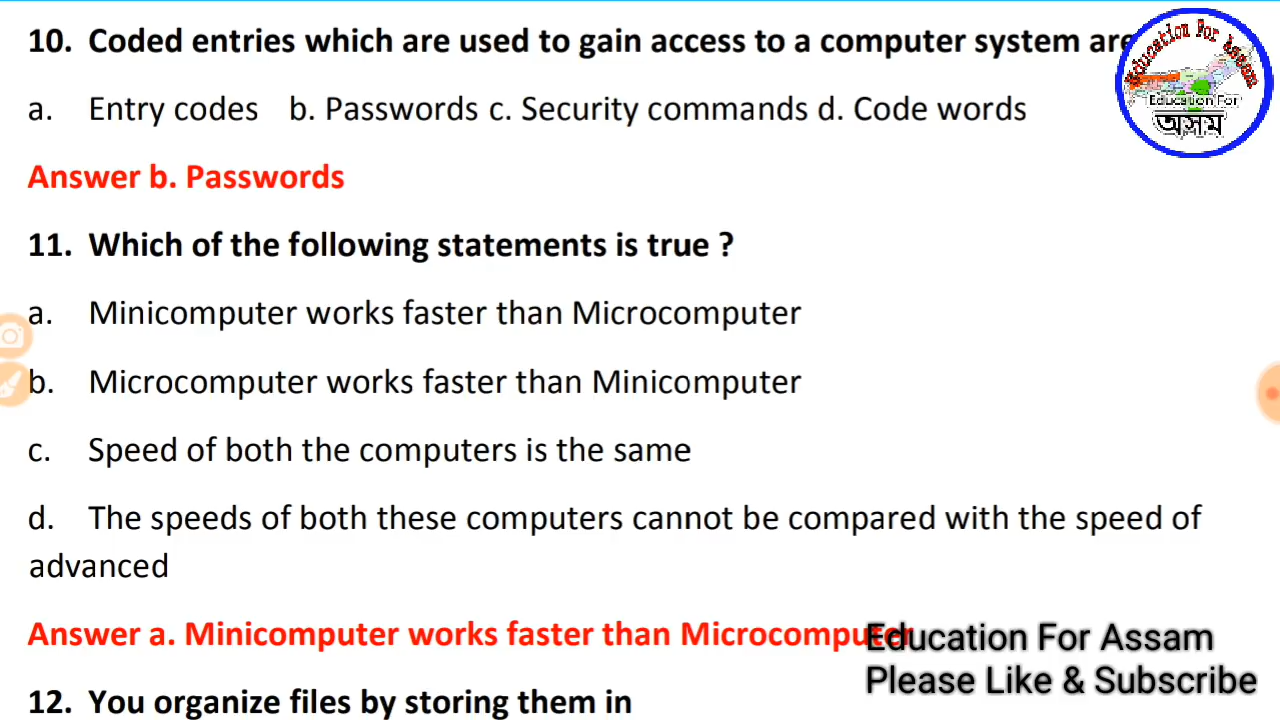 10. Coded entries which are used to gain access to a computer system are
Education For Assam
Education For
অসম
a. Entry codes b. Passwords c. Security commands d. Code words
Answer b. Passwords
11. Which of the following statements is true ?
a. Minicomputer works faster than Microcomputer
b. Microcomputer works faster than Minicomputer
c. Speed of both the computers is the same
d. The speeds of both these computers cannot be compared with the speed of
advanced
Answer a. Minicomputer works faster than Microcomputer
Education For Assam
Please Like & Subscribe
12. You organize files by storing them in